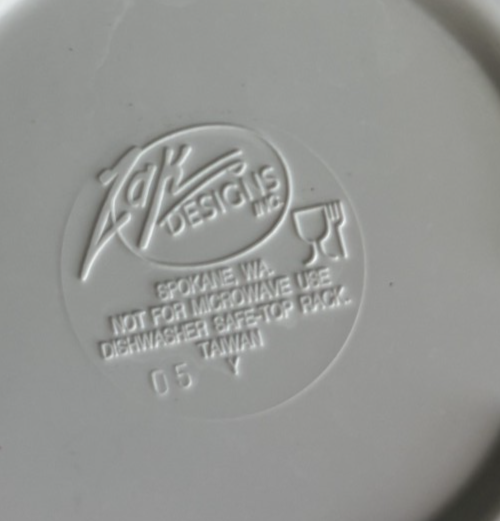 Zak
DESIGNS
INC.
SPOKANE, WA.
NOT FOR MICROWAVE USE
DISHWASHER SAFE-TOP RACK.
TAIWAN
05 Y